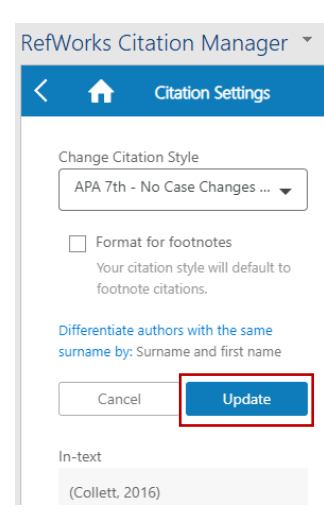 RefWorks Citation Manager
Citation Settings
Change Citation Style
APA 7th - No Case Changes ...
Format for footnotes
Your citation style will default to
footnote citations.
Differentiate authors with the same
surname by: Surname and first name
Cancel
Update
In-text
(Collett, 2016)